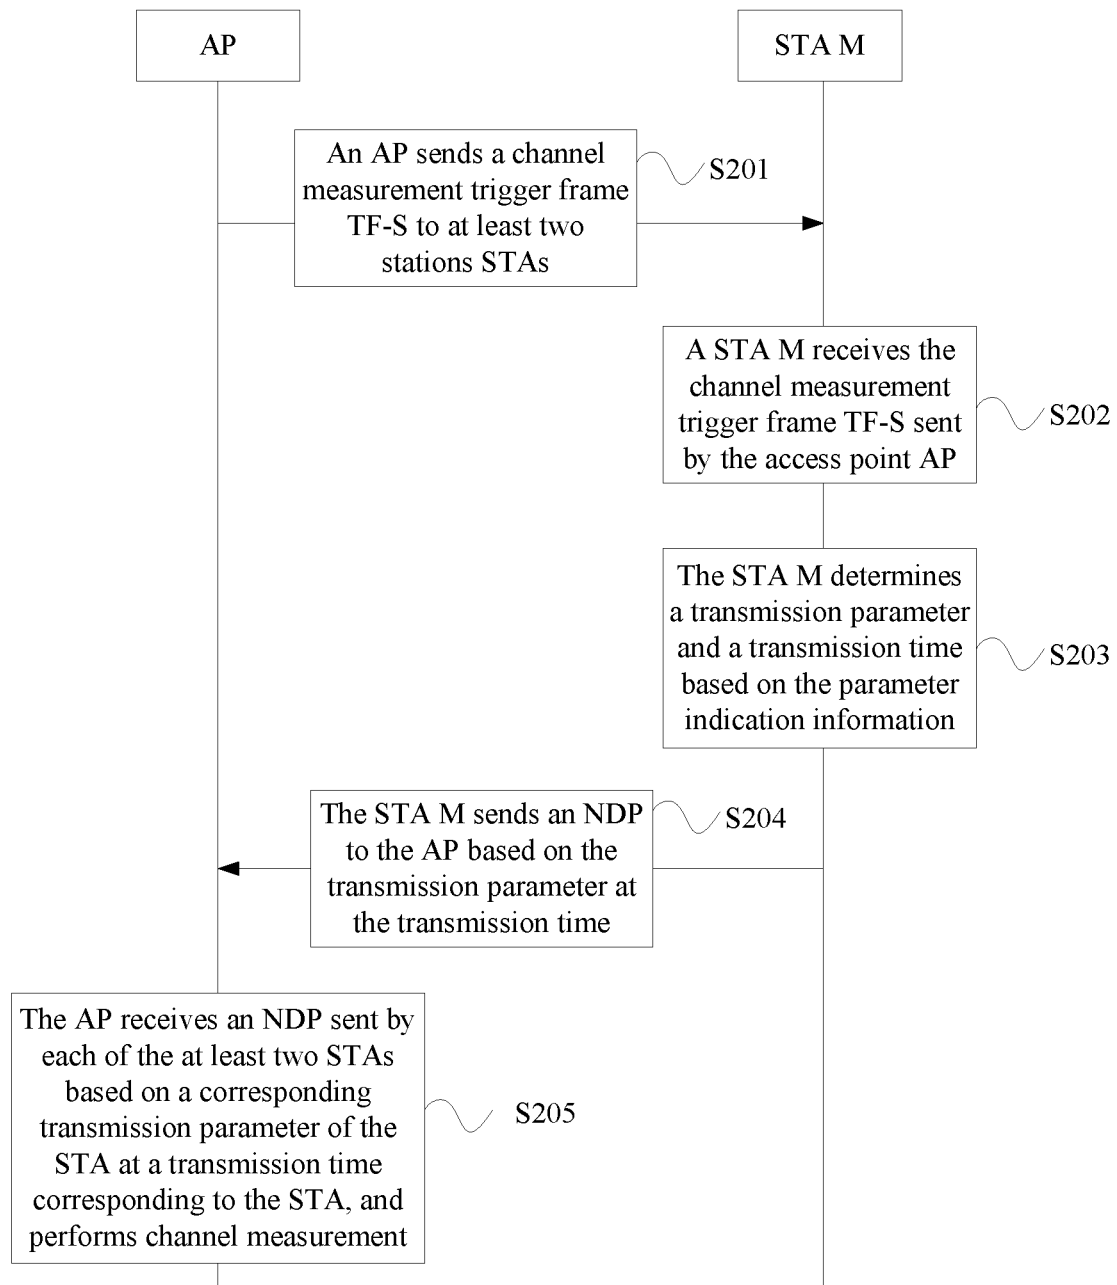 AP
STA M
An AP sends a channel
measurement trigger frame
TF-S to at least two
stations STAs
S201
A STA M receives the
channel measurement
trigger frame TF-S sent
by the access point AP
S202
The STA M determines
a transmission parameter
and a transmission time
based on the parameter
indication information
S203
The STA M sends an NDP
to the AP based on the
transmission parameter at
the transmission time
S204
The AP receives an NDP sent by
each of the at least two STAs
based on a corresponding
transmission parameter of the
STA at a transmission time
corresponding to the STA, and
performs channel measurement
S205